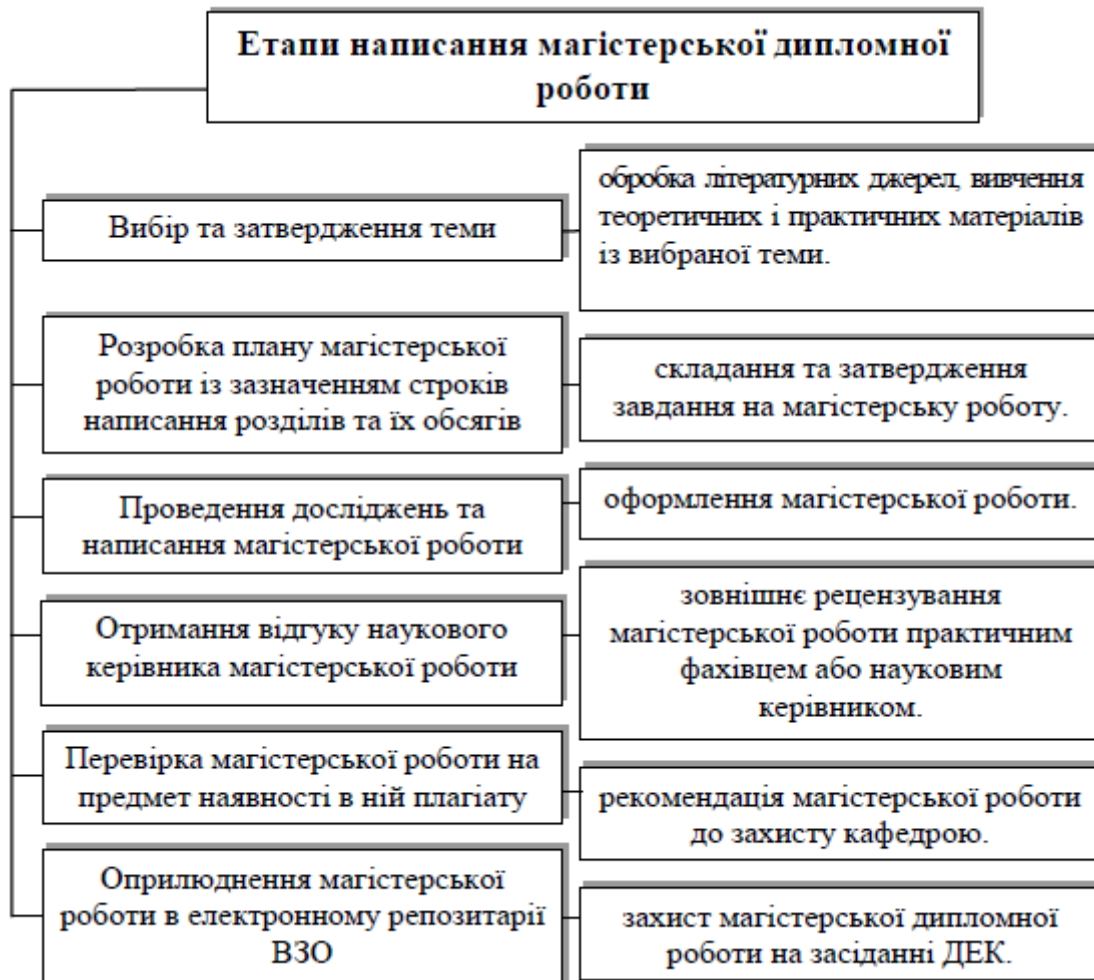 Етапи написання магістерської дипломної
роботи
Вибір та затвердження теми
обробка літературних джерел, вивчення
теоретичних і практичних матеріалів
із вибраної теми.
Розробка плану магістерської
роботи із зазначенням строків
написання розділів та їх обсягів
складання та затвердження
завдання на магістерську роботу.
Проведення досліджень та
написання магістерської роботи
оформлення магістерської роботи.
Отримання відгуку наукового
керівника магістерської роботи
зовнішнє рецензування
магістерської роботи практичним
фахівцем або науковим
керівником.
Перевірка магістерської роботи на
предмет наявності в ній плагіату
рекомендація магістерської роботи
до захисту кафедрою.
Оприлюднення магістерської
роботи в електронному репозитарії
ВЗО
захист магістерської дипломної
роботи на засіданні ДЕК.